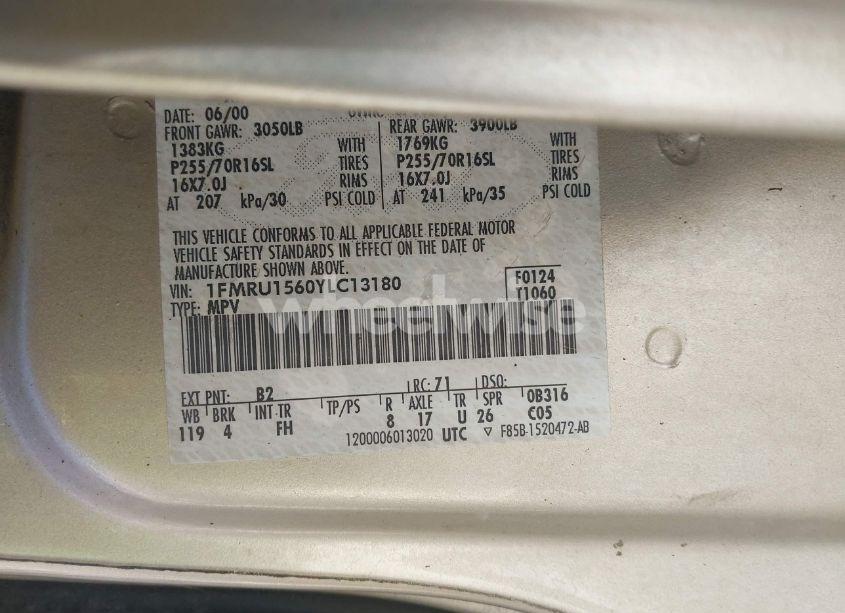 DATE: 06/00
FRONT GAWR: 3050LB REAR GAWR: 3900LB
1383KG WITH 1769KG WITH
P255/70R16SL TIRES P255/70R16SL TIRES
16X7.0J RIMS 16X7.0J RIMS
AT 207 kPa/30 PSI COLD AT 241 kPa/35 PSI COLD
THIS VEHICLE CONFORMS TO ALL APPLICABLE FEDERAL MOTOR
VEHICLE SAFETY STANDARDS IN EFFECT ON THE DATE OF
MANUFACTURE SHOWN ABOVE.
VIN: 1FMRU1560YLC13180 F0124
TYPE: MPV T1060
wheelwise
EXT PNT: B2 RC: 71 DSO:
WB BRK INT TR TP/PS R AXLE TR SPR 0B316
119 4 FH 8 17 U 26 C05
1200006013020 UTC ▽ F85B-1520472-AB